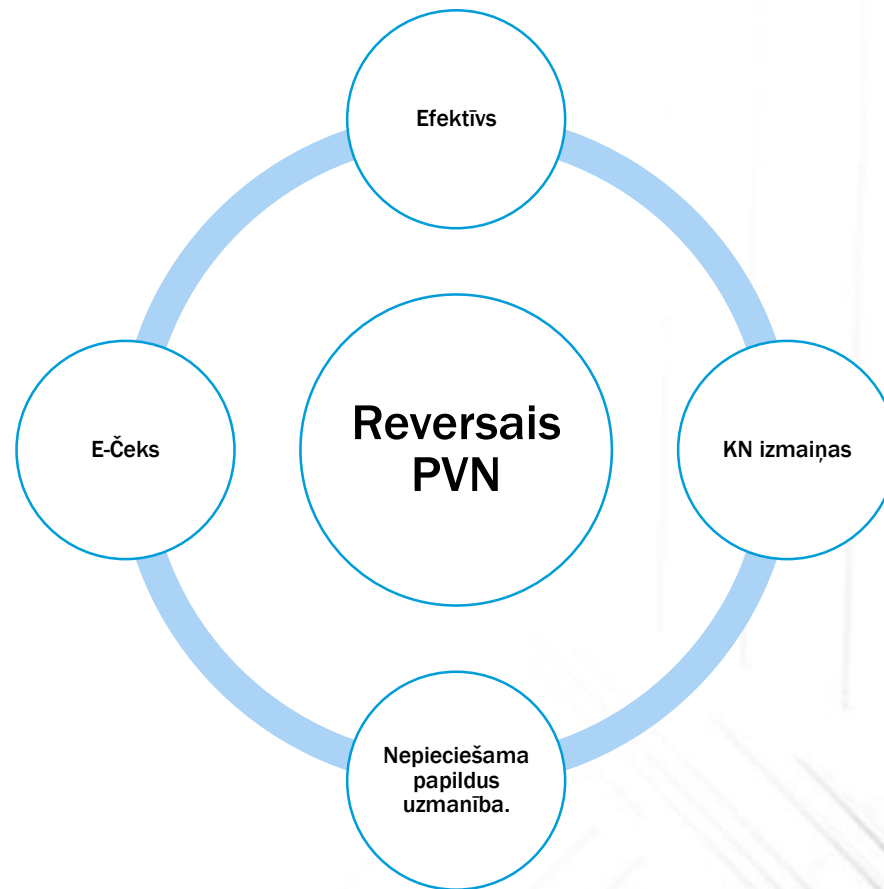 Efektīvs
E-Čeks
Reversais
PVN
KN izmaiņas
Nepieciešama
papildus
uzmanība.